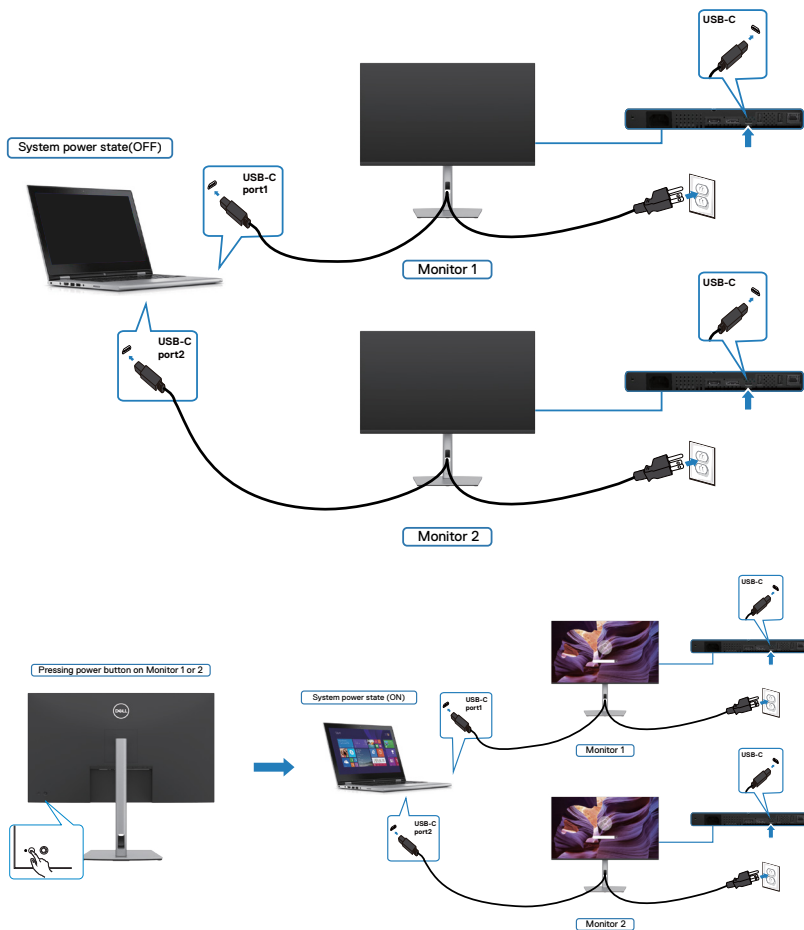 USB-C
System power state(OFF)
USB-C
port1
Monitor 1
USB-C
USB-C
port2
Monitor 2
USB-C
Pressing power button on Monitor 1 or 2
DELL
System power state (ON)
USB-C
port1
Monitor 1
USB-C
USB-C
port2
Monitor 2